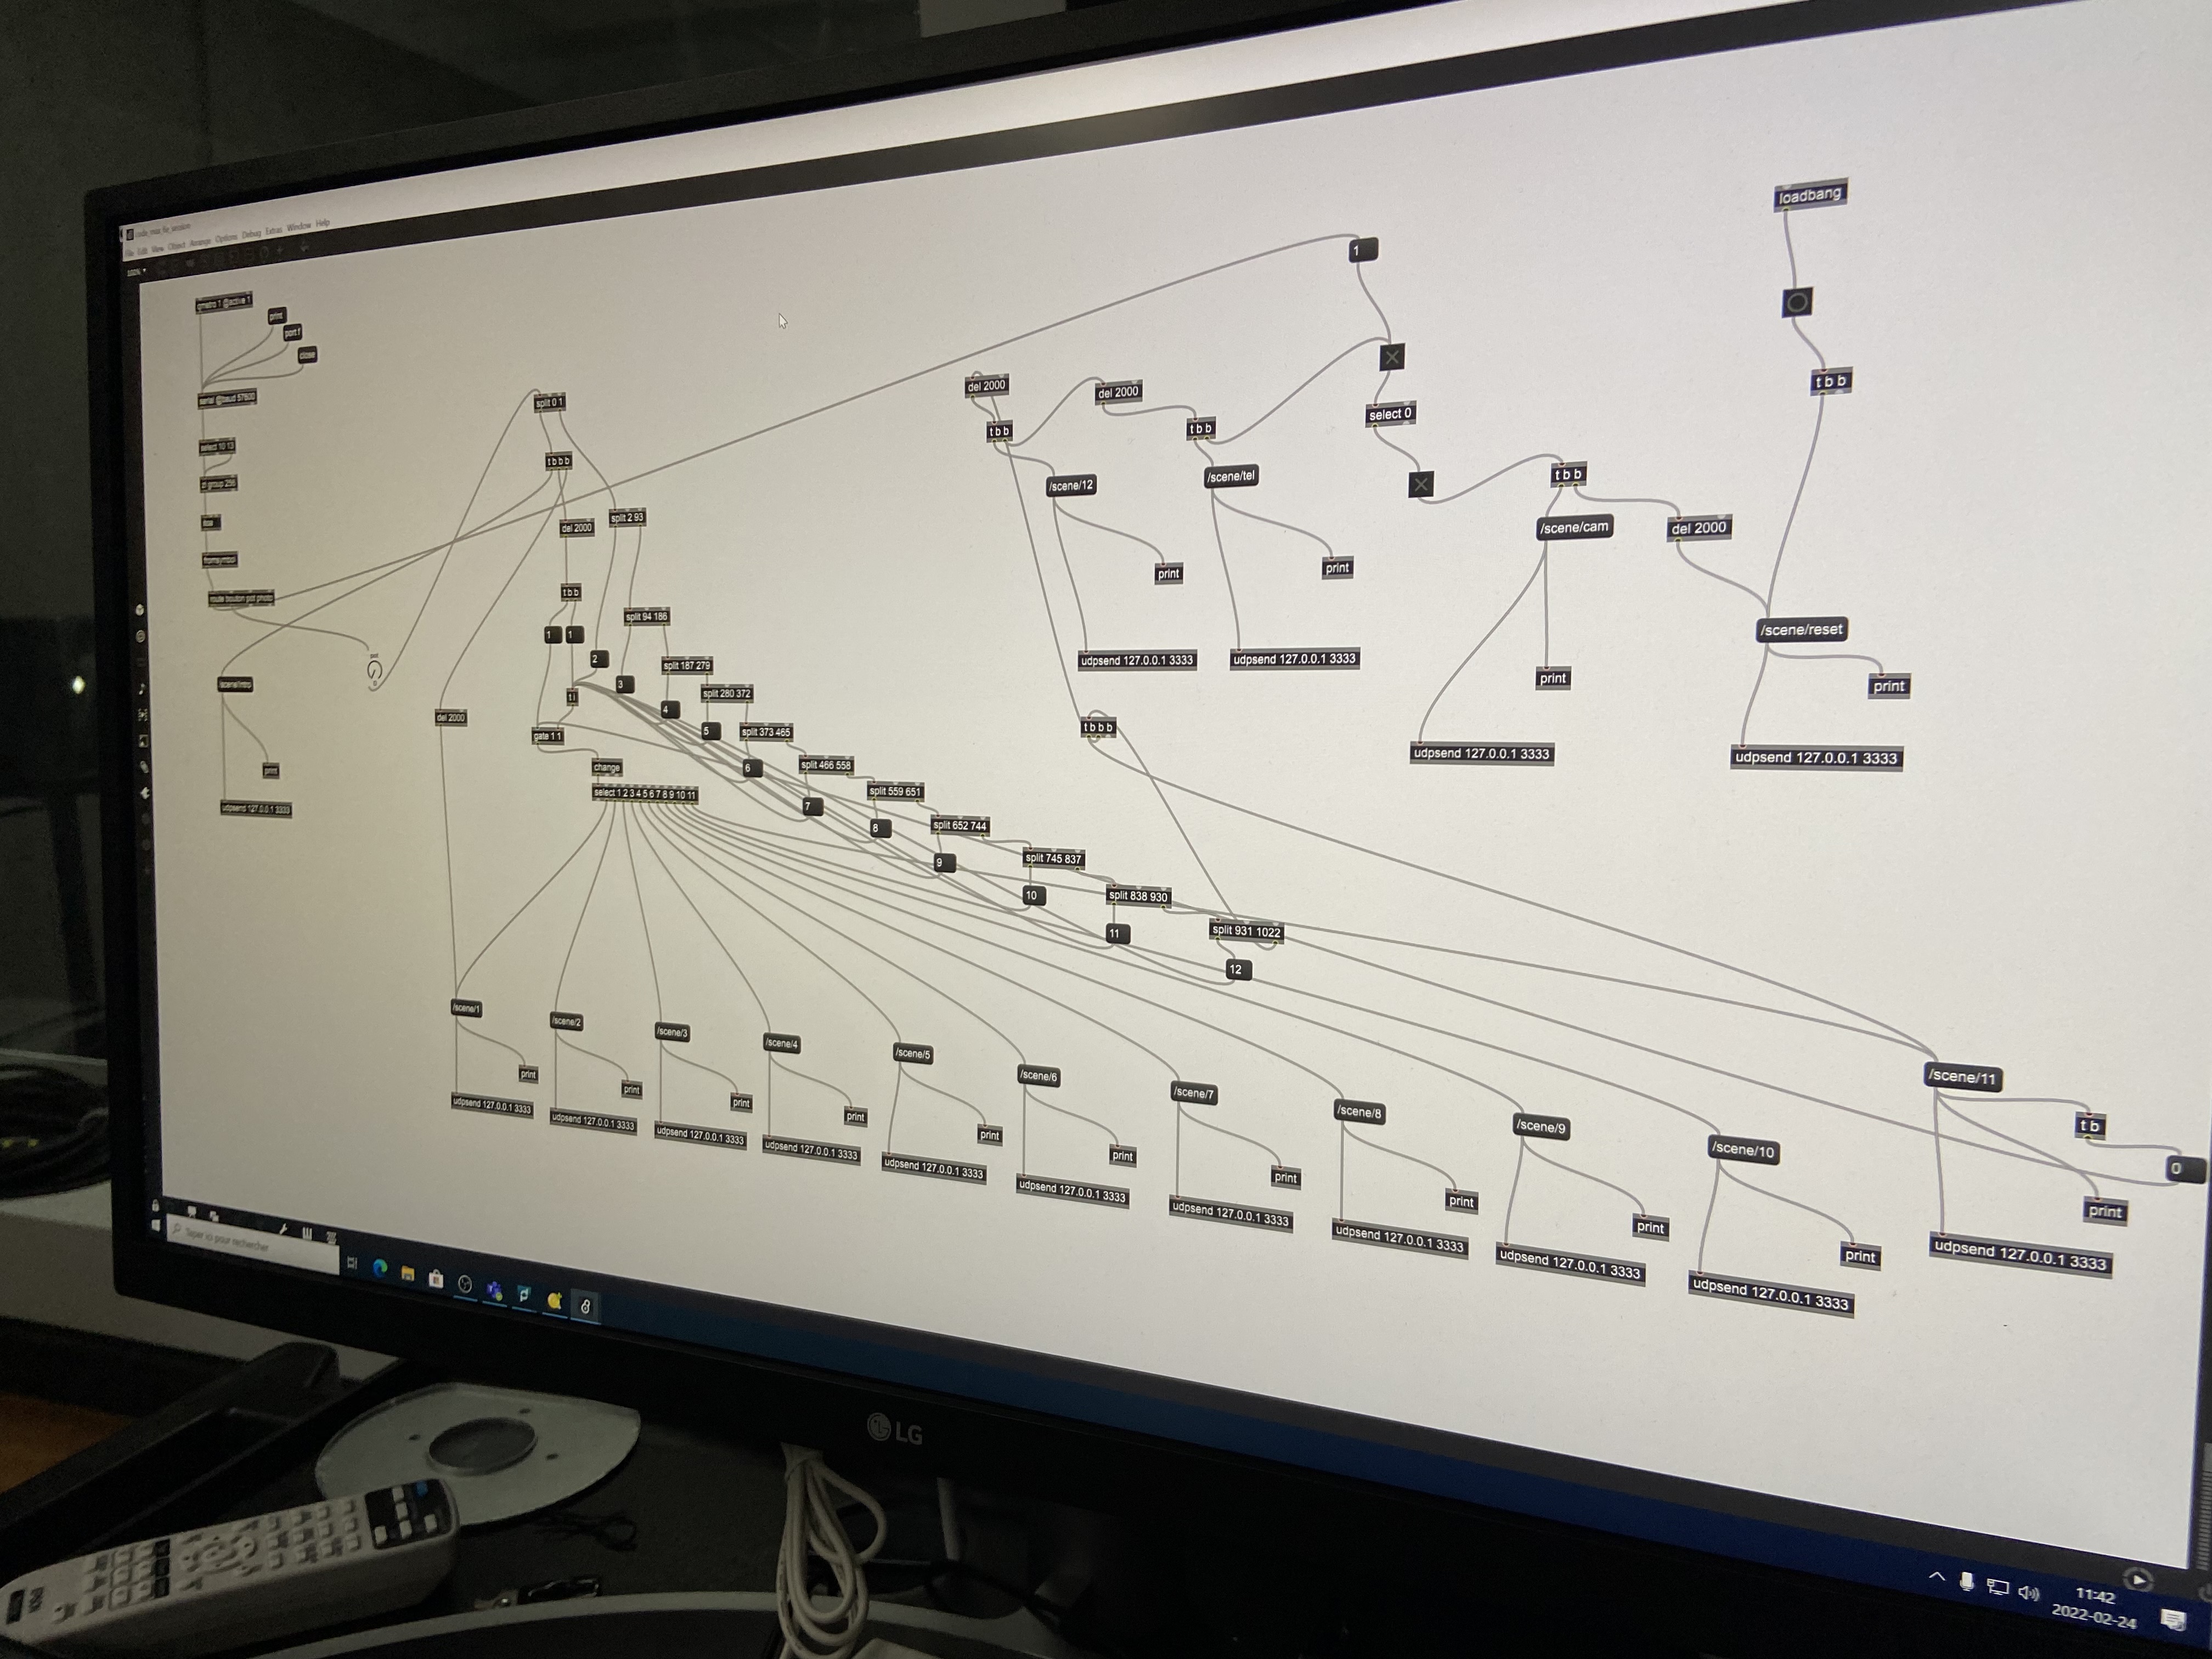 File Edit View Object Arrange Options Debug Extras Window Help
100%
loadbang
1
qmetro 1 @active 1
print
port f
close
serial @baud 57600
t b b
del 2000
del 2000
split 0 1
select 0
t b b
t b b
t b b b
t b b
/scene/12
/scene/tel
split 2 93
del 2000
/scene/cam
del 2000
print
print
t b b
route bouton pot photo
split 94 186
1
1
2
/scene/reset
split 187 279
udpsend 127.0.0.1 3333
udpsend 127.0.0.1 3333
print
print
3
t i
split 280 372
4
/scene/intro
del 2000
5
t b b b
gate 1 1
split 373 465
udpsend 127.0.0.1 3333
udpsend 127.0.0.1 3333
change
6
split 466 558
print
select 1 2 3 4 5 6 7 8 9 10 11
split 559 651
7
udpsend 127.0.0.1 3333
split 652 744
8
split 745 837
9
split 838 930
10
split 931 1022
11
12
/scene/1
/scene/2
/scene/3
/scene/4
/scene/5
/scene/6
/scene/7
/scene/8
/scene/9
/scene/10
/scene/11
t b
0
print
print
print
print
print
print
print
print
print
print
print
udpsend 127.0.0.1 3333
udpsend 127.0.0.1 3333
udpsend 127.0.0.1 3333
udpsend 127.0.0.1 3333
udpsend 127.0.0.1 3333
udpsend 127.0.0.1 3333
udpsend 127.0.0.1 3333
udpsend 127.0.0.1 3333
udpsend 127.0.0.1 3333
udpsend 127.0.0.1 3333
udpsend 127.0.0.1 3333
Taper ici pour rechercher
LG
11:42
2022-02-24
EPSON